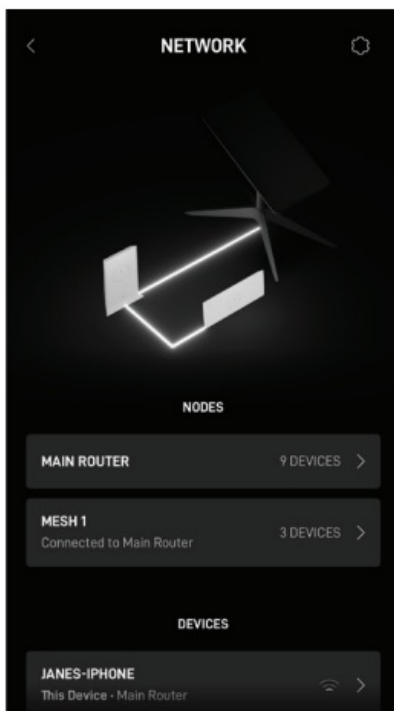 NETWORK
NODES
MAIN ROUTER 9 DEVICES
MESH 1
Connected to Main Router 3 DEVICES
DEVICES
JANES-IPHONE
This Device · Main Router